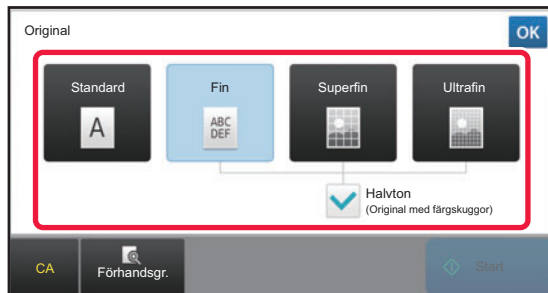 Original
OK
Standard
Fin
Superfin
Ultrafin
A
ABC
DEF
Halvton
(Original med färgskuggor)
CA
Förhandsgr.
Start